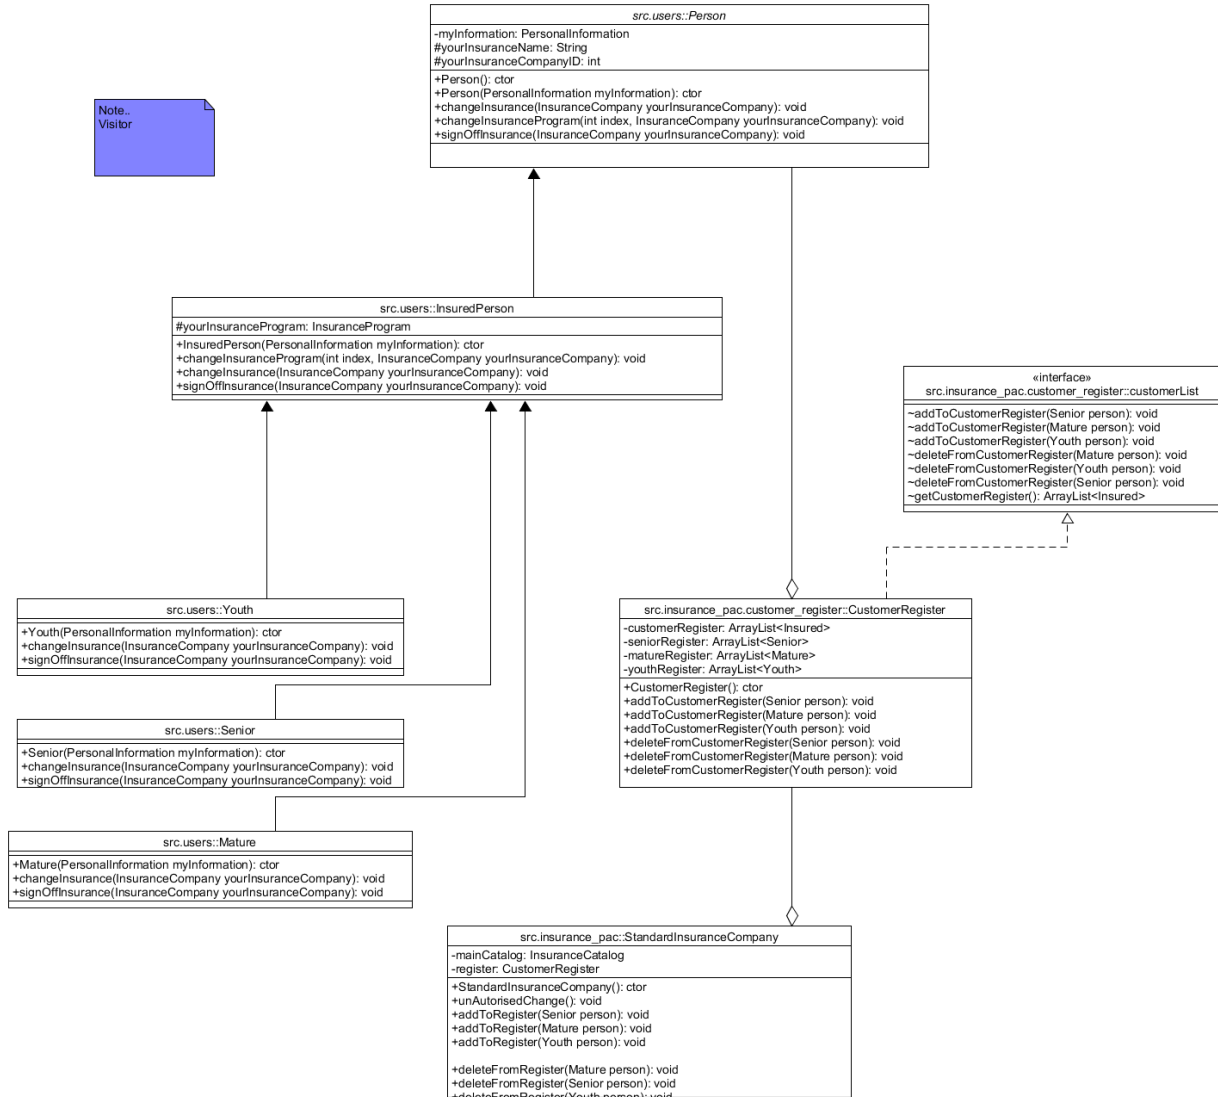 src.users::Person
-myInformation: PersonalInformation
#yourInsuranceName: String
#yourInsuranceCompanyID: int
+Person(): ctor
+Person(PersonalInformation myInformation): ctor
+changeInsurance(InsuranceCompany yourInsuranceCompany): void
+changeInsuranceProgram(int index, InsuranceCompany yourInsuranceCompany): void
+signOffInsurance(InsuranceCompany yourInsuranceCompany): void
Note..
Visitor
src.users::InsuredPerson
#yourInsuranceProgram: InsuranceProgram
+InsuredPerson(PersonalInformation myInformation): ctor
+changeInsuranceProgram(int index, InsuranceCompany yourInsuranceCompany): void
+changeInsurance(InsuranceCompany yourInsuranceCompany): void
+signOffInsurance(InsuranceCompany yourInsuranceCompany): void
«interface»
src.insurance_pac.customer_register::customerList
~addToCustomerRegister(Senior person): void
~addToCustomerRegister(Mature person): void
~addToCustomerRegister(Youth person): void
~deleteFromCustomerRegister(Mature person): void
~deleteFromCustomerRegister(Youth person): void
~deleteFromCustomerRegister(Senior person): void
~getCustomerRegister(): ArrayList<Insured>
src.users::Youth
+Youth(PersonalInformation myInformation): ctor
+changeInsurance(InsuranceCompany yourInsuranceCompany): void
+signOffInsurance(InsuranceCompany yourInsuranceCompany): void
src.insurance_pac.customer_register::CustomerRegister
-customerRegister: ArrayList<Insured>
-seniorRegister: ArrayList<Senior>
-matureRegister: ArrayList<Mature>
-youthRegister: ArrayList<Youth>
+CustomerRegister(): ctor
+addToCustomerRegister(Senior person): void
+addToCustomerRegister(Mature person): void
+addToCustomerRegister(Youth person): void
+deleteFromCustomerRegister(Senior person): void
+deleteFromCustomerRegister(Mature person): void
+deleteFromCustomerRegister(Youth person): void
src.users::Senior
+Senior(PersonalInformation myInformation): ctor
+changeInsurance(InsuranceCompany yourInsuranceCompany): void
+signOffInsurance(InsuranceCompany yourInsuranceCompany): void
src.users::Mature
+Mature(PersonalInformation myInformation): ctor
+changeInsurance(InsuranceCompany yourInsuranceCompany): void
+signOffInsurance(InsuranceCompany yourInsuranceCompany): void
src.insurance_pac::StandardInsuranceCompany
-mainCatalog: InsuranceCatalog
-register: CustomerRegister
+StandardInsuranceCompany(): ctor
+unAutorisedChange(): void
+addToRegister(Senior person): void
+addToRegister(Mature person): void
+addToRegister(Youth person): void
+deleteFromRegister(Mature person): void
+deleteFromRegister(Senior person): void
+deleteFromRegister(Youth person): void